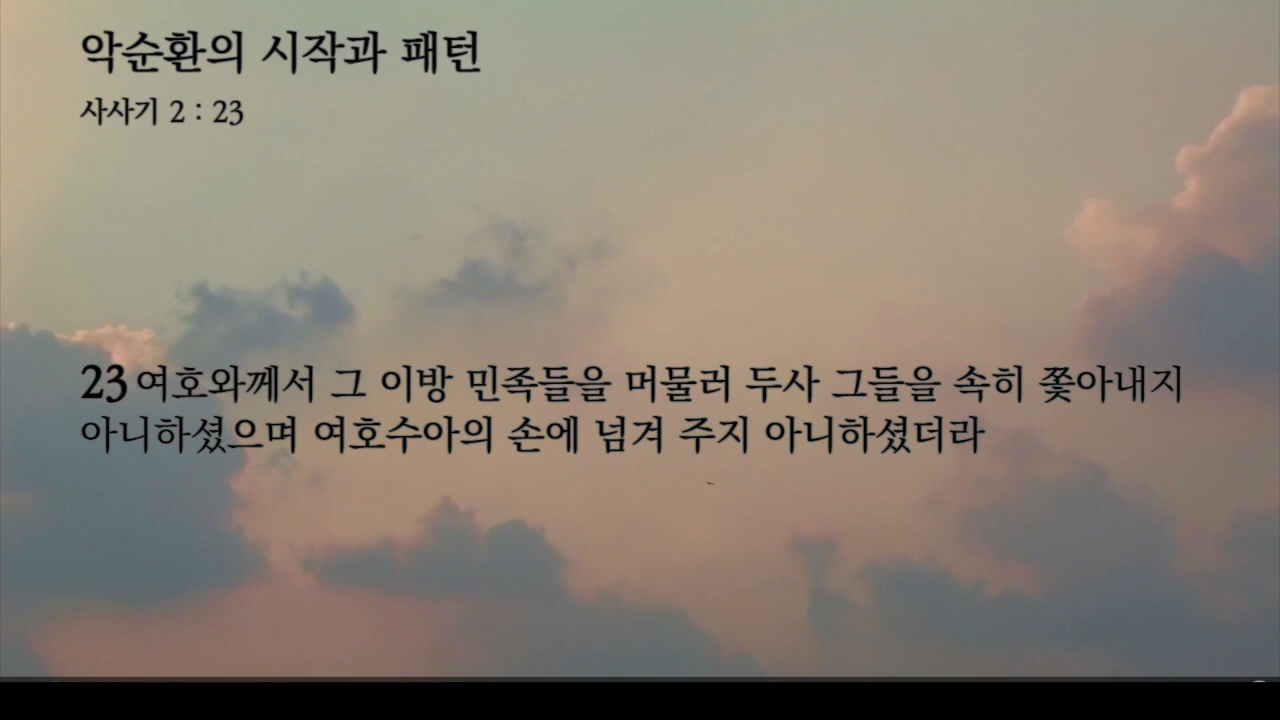 악순환의 시작과 패턴
사사기 2 : 23
23 여호와께서 그 이방 민족들을 머물러 두사 그들을 속히 쫓아내지
아니하셨으며 여호수아의 손에 넘겨 주지 아니하셨더라